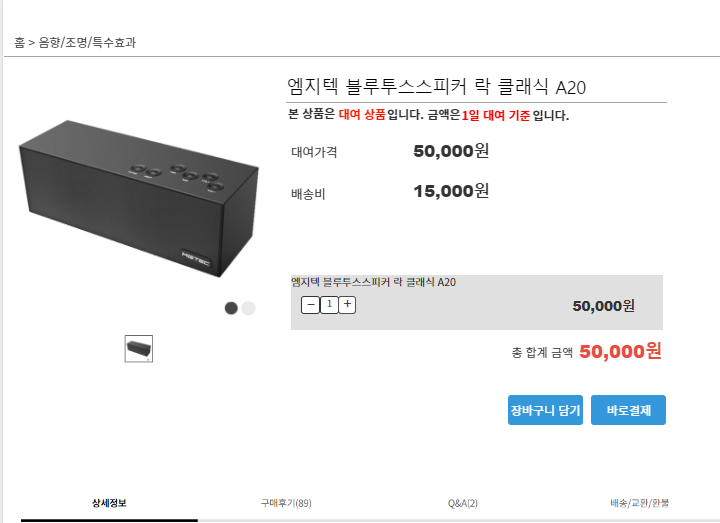 홈 > 음향/조명/특수효과
엠지텍 블루투스스피커 락 클래식 A20
본 상품은 대여 상품입니다. 금액은 1일 대여 기준입니다.
대여가격 50,000원
배송비 15,000원
MGTEC
엠지텍 블루투스스피커 락 클래식 A20
− 1 + 50,000원
총 합계 금액 50,000원
장바구니 담기 바로결제
상세정보 구매후기(89) Q&A(2) 배송/교환/환불